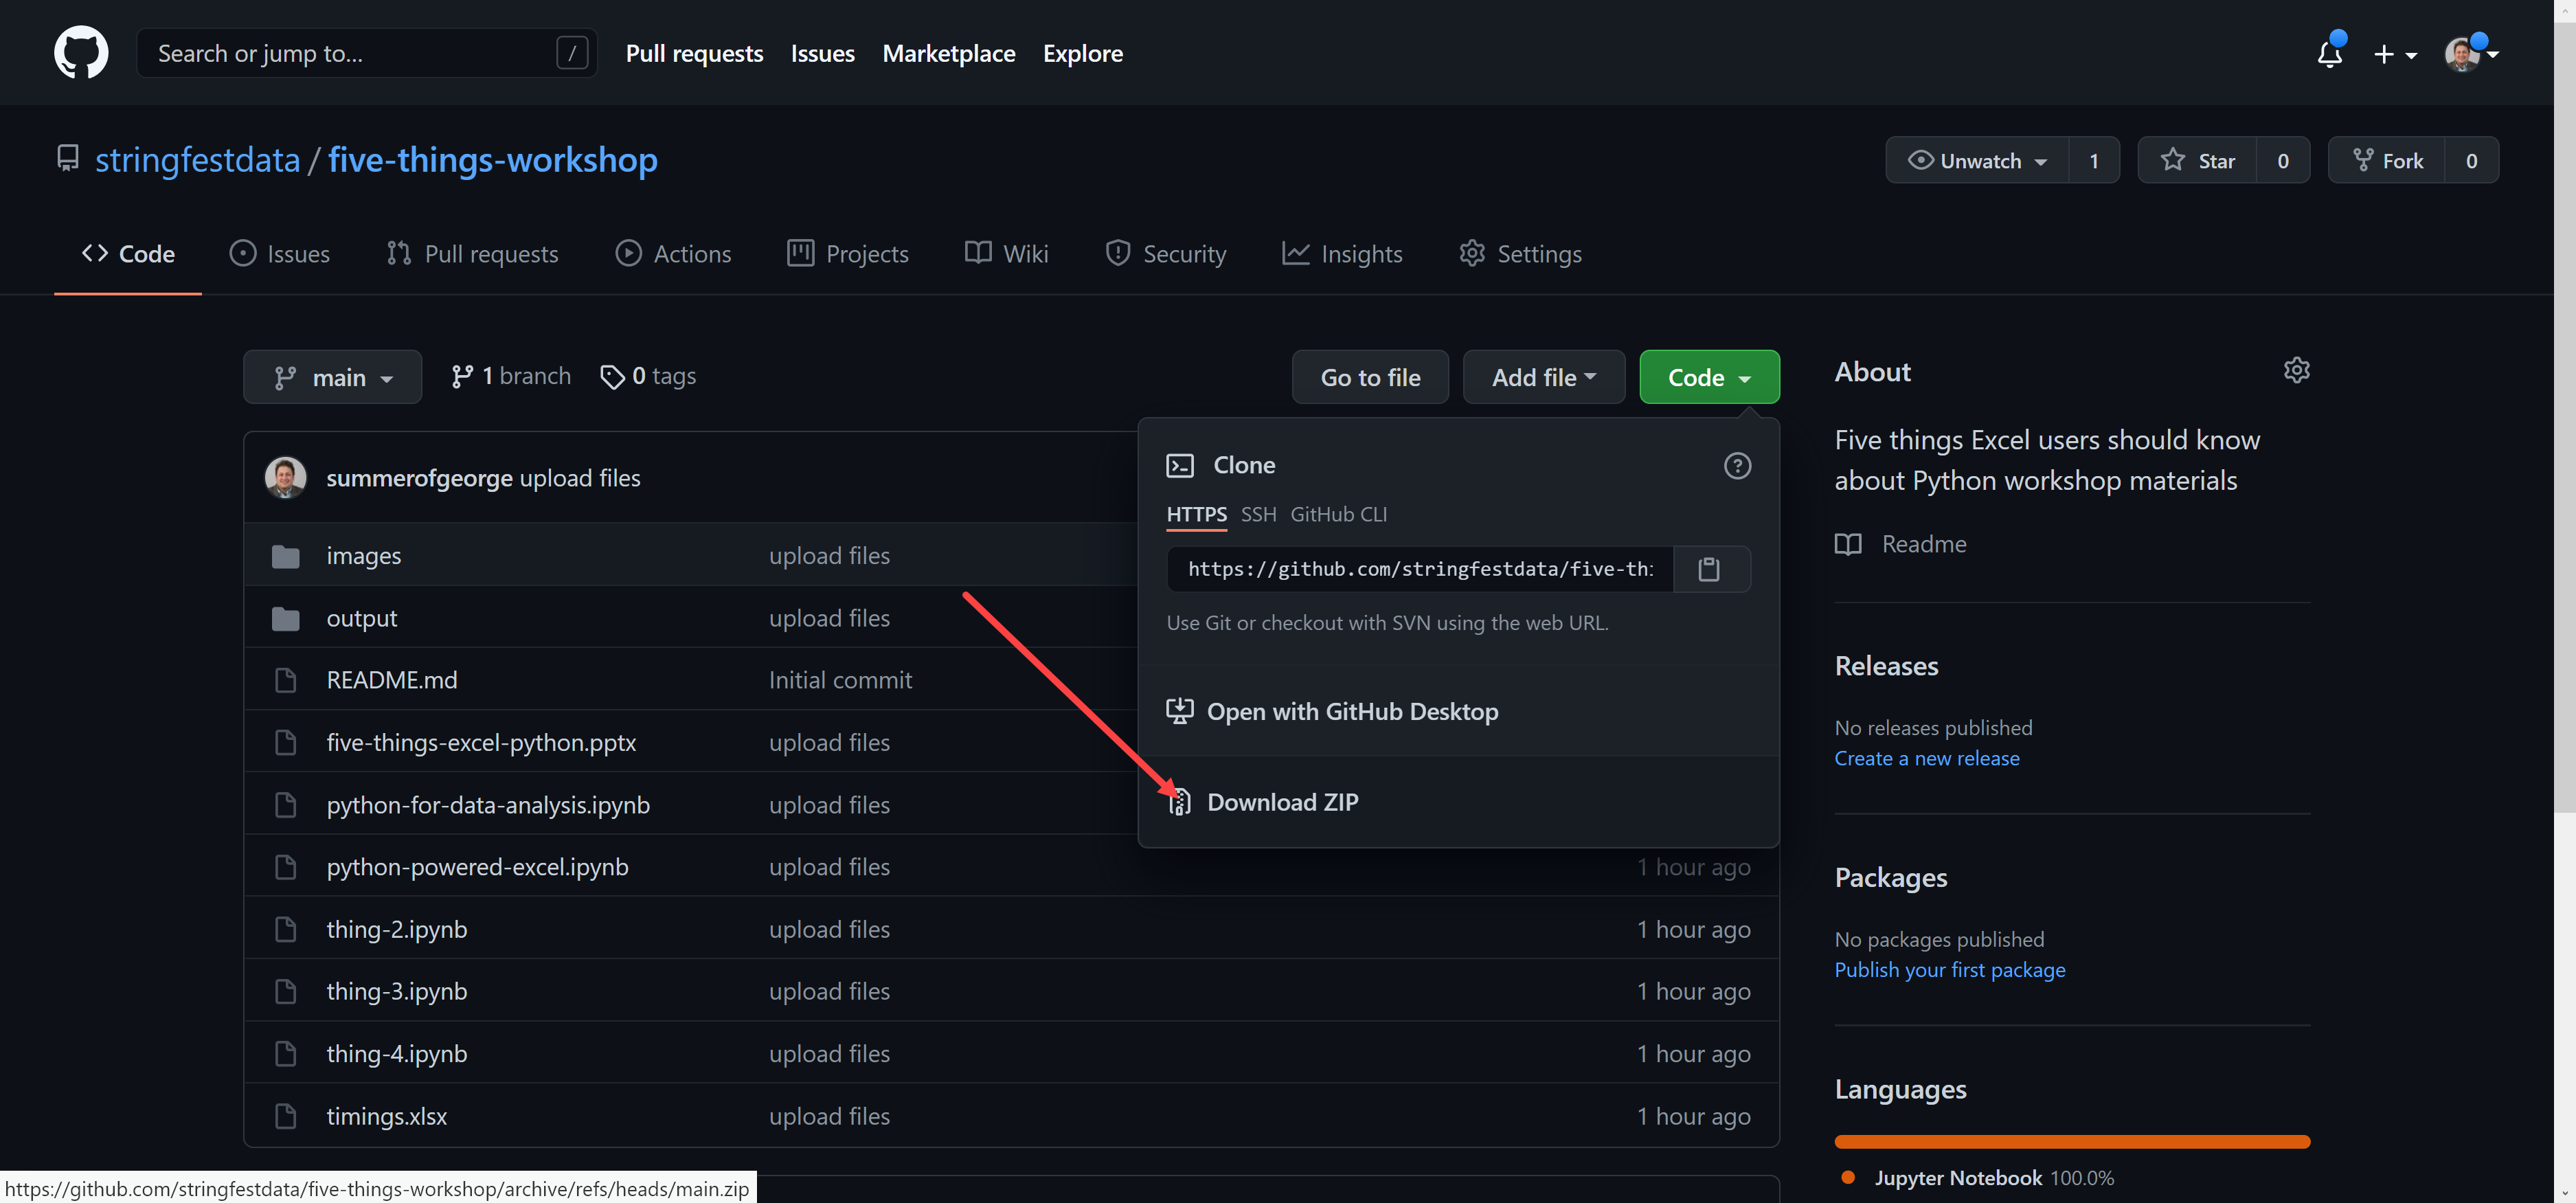 Search or jump to... /
Pull requests Issues Marketplace Explore
stringfestdata / five-things-workshop
Unwatch 1 Star 0 Fork 0
Code Issues Pull requests Actions Projects Wiki Security Insights Settings
main 1 branch 0 tags Go to file Add file Code
summerofgeorge upload files
images upload files
output upload files
README.md Initial commit
five-things-excel-python.pptx upload files
python-for-data-analysis.ipynb upload files
python-powered-excel.ipynb upload files 1 hour ago
thing-2.ipynb upload files 1 hour ago
thing-3.ipynb upload files 1 hour ago
thing-4.ipynb upload files 1 hour ago
timings.xlsx upload files 1 hour ago
Clone
HTTPS SSH GitHub CLI
https://github.com/stringfestdata/five-th
Use Git or checkout with SVN using the web URL.
Open with GitHub Desktop
Download ZIP
About
Five things Excel users should know
about Python workshop materials
Readme
Releases
No releases published
Create a new release
Packages
No packages published
Publish your first package
Languages
Jupyter Notebook 100.0%
https://github.com/stringfestdata/five-things-workshop/archive/refs/heads/main.zip